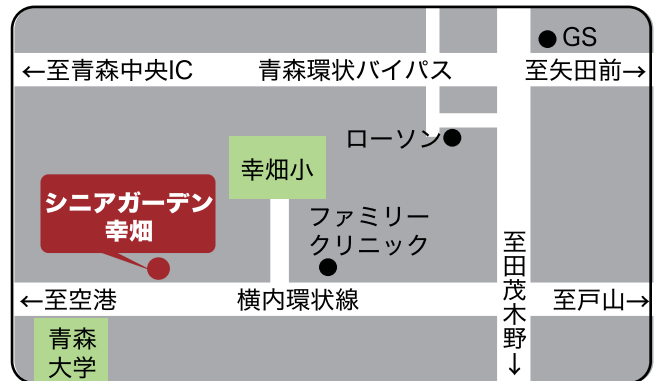 GS
←至青森中央IC
青森環状バイパス
至矢田前→
ローソン
幸畑小
シニアガーデン
幸畑
ファミリー
クリニック
至田茂木野↓
←至空港
横内環状線
至戸山→
青森
大学